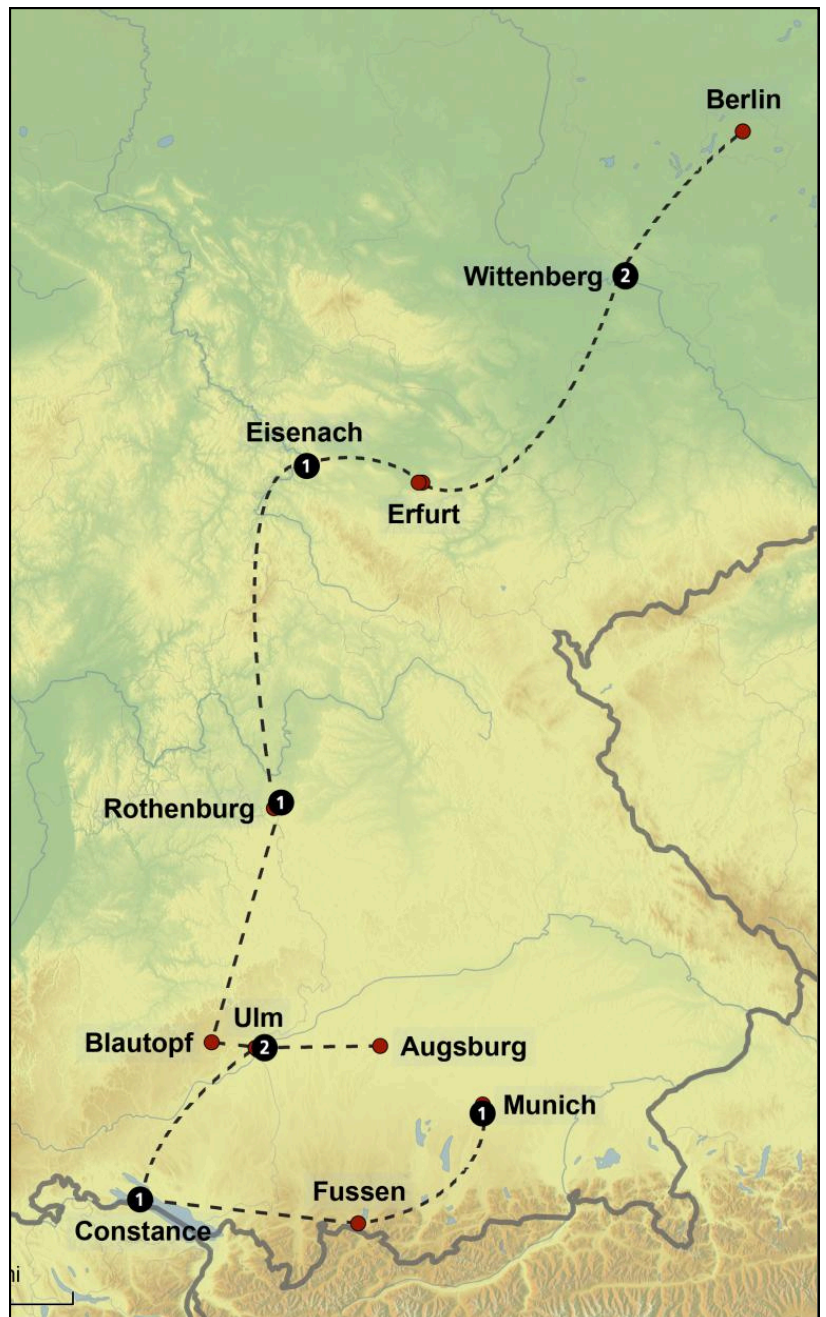 Berlin
Wittenberg 2
Eisenach
1
Erfurt
Rothenburg 1
Ulm
Blautopf 2 Augsburg
1 Munich
Fussen
1
Constance